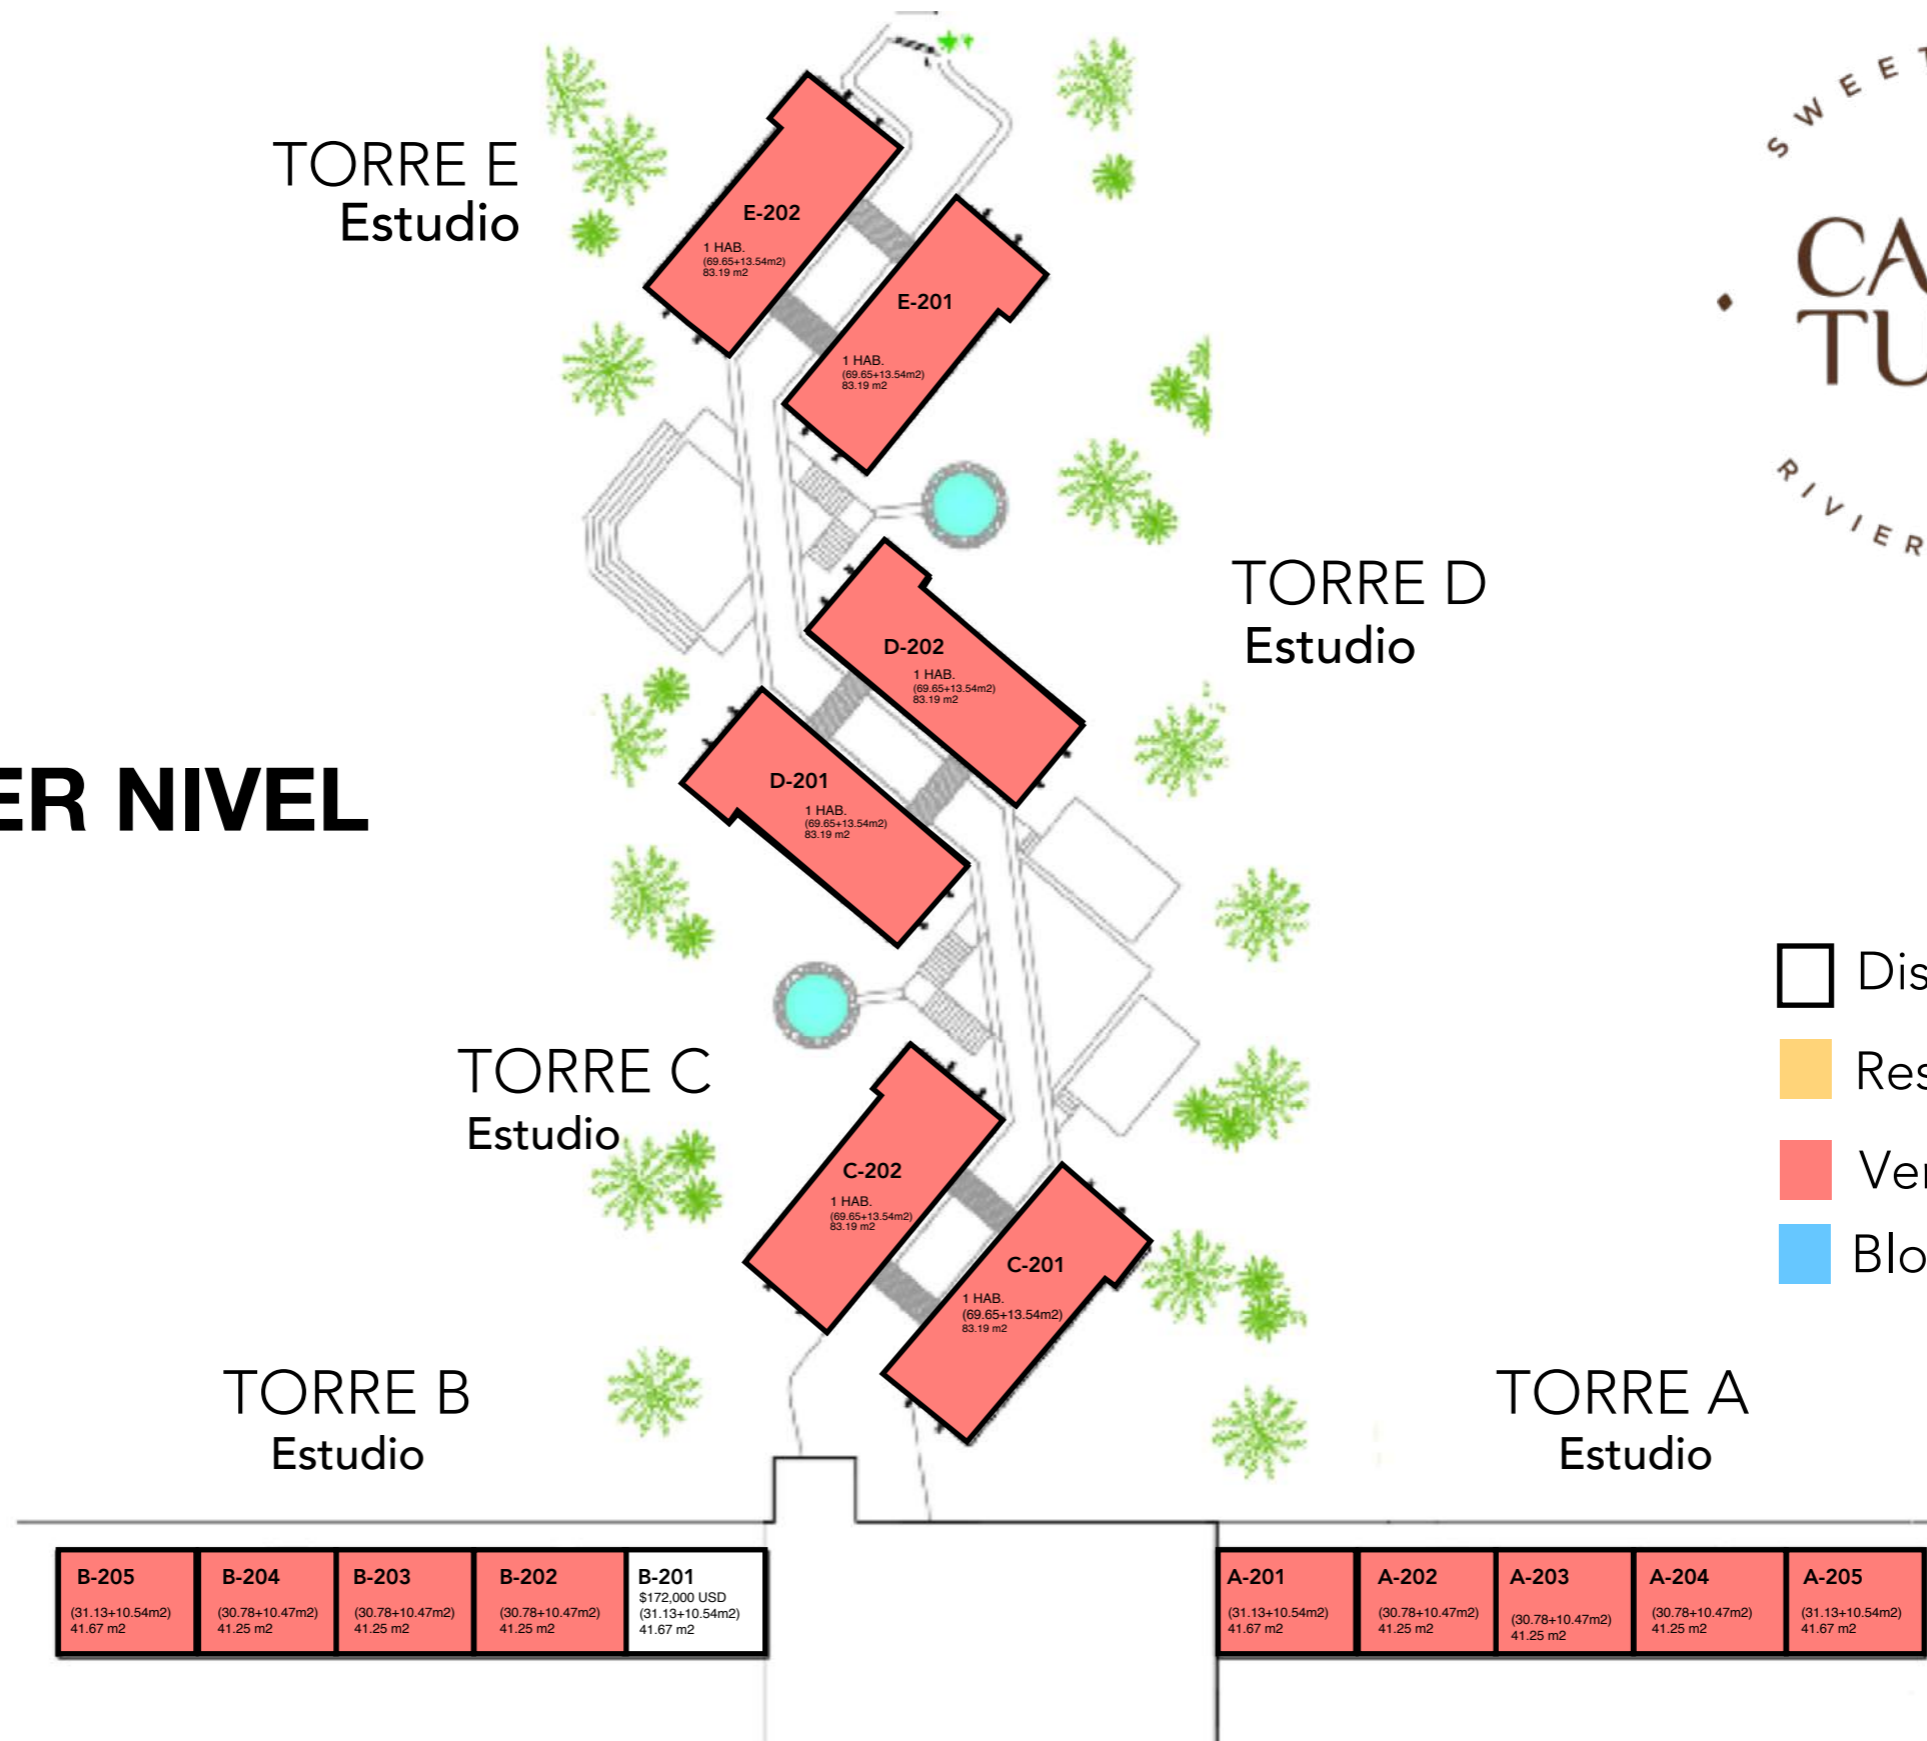 SWEET
CA
TU
RIVIER
TORRE E
Estudio
E-202
1 HAB.
(69.65+13.54m2)
83.19 m2
E-201
1 HAB.
(69.65+13.54m2)
83.19 m2
TORRE D
Estudio
D-202
1 HAB.
(69.65+13.54m2)
83.19 m2
ER NIVEL
D-201
1 HAB.
(69.65+13.54m2)
83.19 m2
Dis
Res
Ver
Blo
TORRE C
Estudio
C-202
1 HAB.
(69.65+13.54m2)
83.19 m2
C-201
1 HAB.
(69.65+13.54m2)
83.19 m2
TORRE B
Estudio
TORRE A
Estudio
B-205
(31.13+10.54m2)
41.67 m2
B-204
(30.78+10.47m2)
41.25 m2
B-203
(30.78+10.47m2)
41.25 m2
B-202
(30.78+10.47m2)
41.25 m2
B-201
$172,000 USD
(31.13+10.54m2)
41.67 m2
A-201
(31.13+10.54m2)
41.67 m2
A-202
(30.78+10.47m2)
41.25 m2
A-203
(30.78+10.47m2)
41.25 m2
A-204
(30.78+10.47m2)
41.25 m2
A-205
(31.13+10.54m2)
41.67 m2